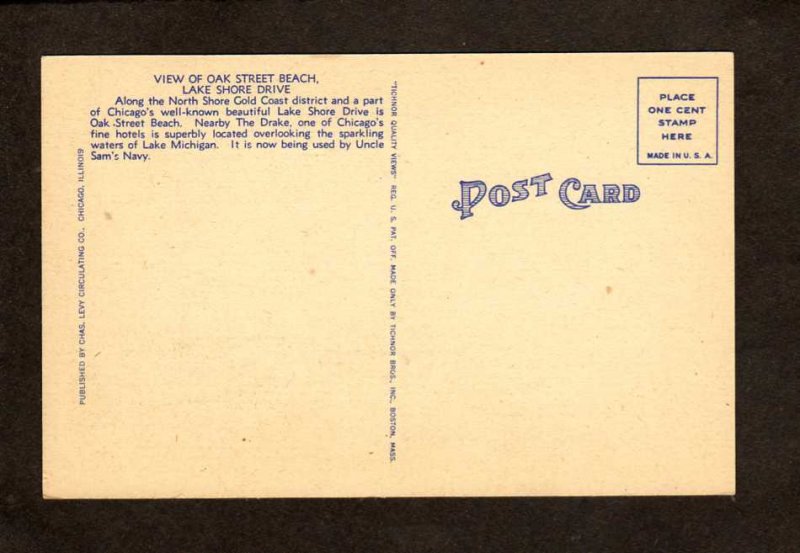 VIEW OF OAK STREET BEACH,
LAKE SHORE DRIVE
Along the North Shore Gold Coast district and a part
of Chicago's well-known beautiful Lake Shore Drive is
Oak Street Beach. Nearby The Drake, one of Chicago's
fine hotels is superbly located overlooking the sparkling
waters of Lake Michigan. It is now being used by Uncle
Sam's Navy.
PUBLISHED BY CHAS. LEVY CIRCULATING CO., CHICAGO, ILLINOIS
"TICHNOR QUALITY VIEWS" REG. U. S. PAT. OFF. MADE ONLY BY TICHNOR BROS., INC., BOSTON, MASS.
POST CARD
PLACE
ONE CENT
STAMP
HERE
MADE IN U. S. A.